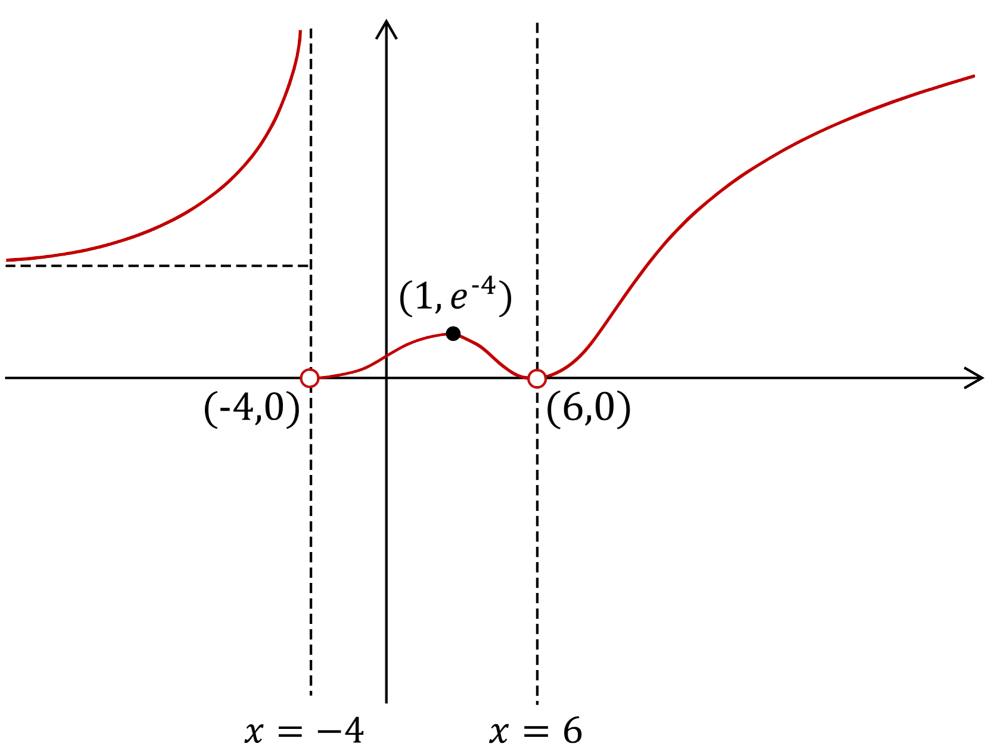 (1, e⁻⁴)
(-4,0)
(6,0)
x = −4
x = 6